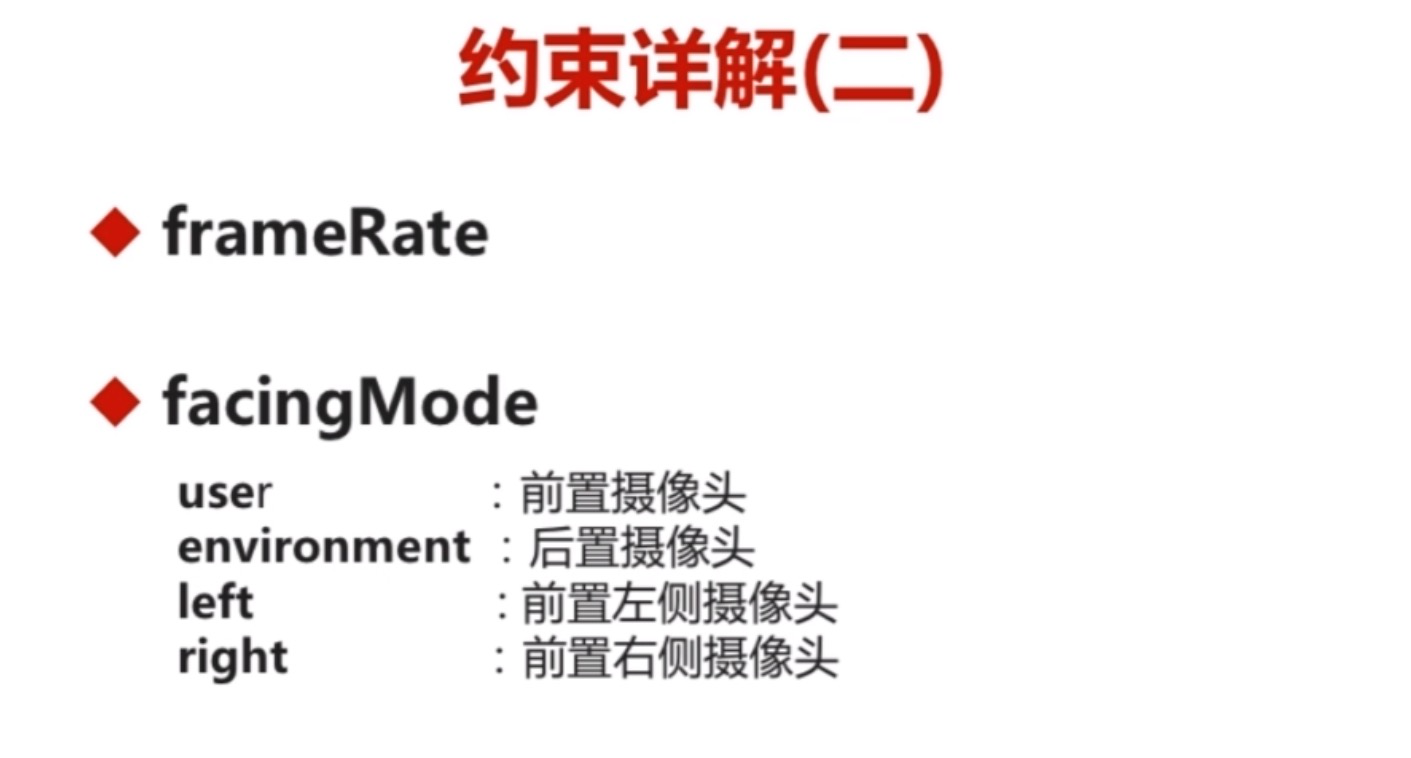 约束详解(二)
frameRate
facingMode
user : 前置摄像头
environment : 后置摄像头
left : 前置左侧摄像头
right : 前置右侧摄像头